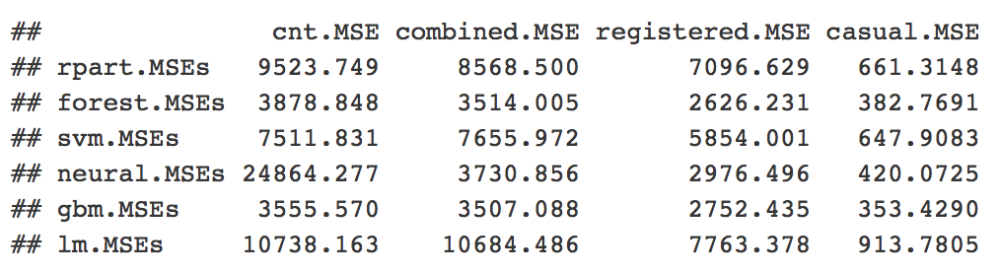 ##                cnt.MSE combined.MSE registered.MSE casual.MSE
## rpart.MSEs    9523.749     8568.500       7096.629   661.3148
## forest.MSEs   3878.848     3514.005       2626.231   382.7691
## svm.MSEs      7511.831     7655.972       5854.001   647.9083
## neural.MSEs  24864.277     3730.856       2976.496   420.0725
## gbm.MSEs      3555.570     3507.088       2752.435   353.4290
## lm.MSEs      10738.163    10684.486       7763.378   913.7805